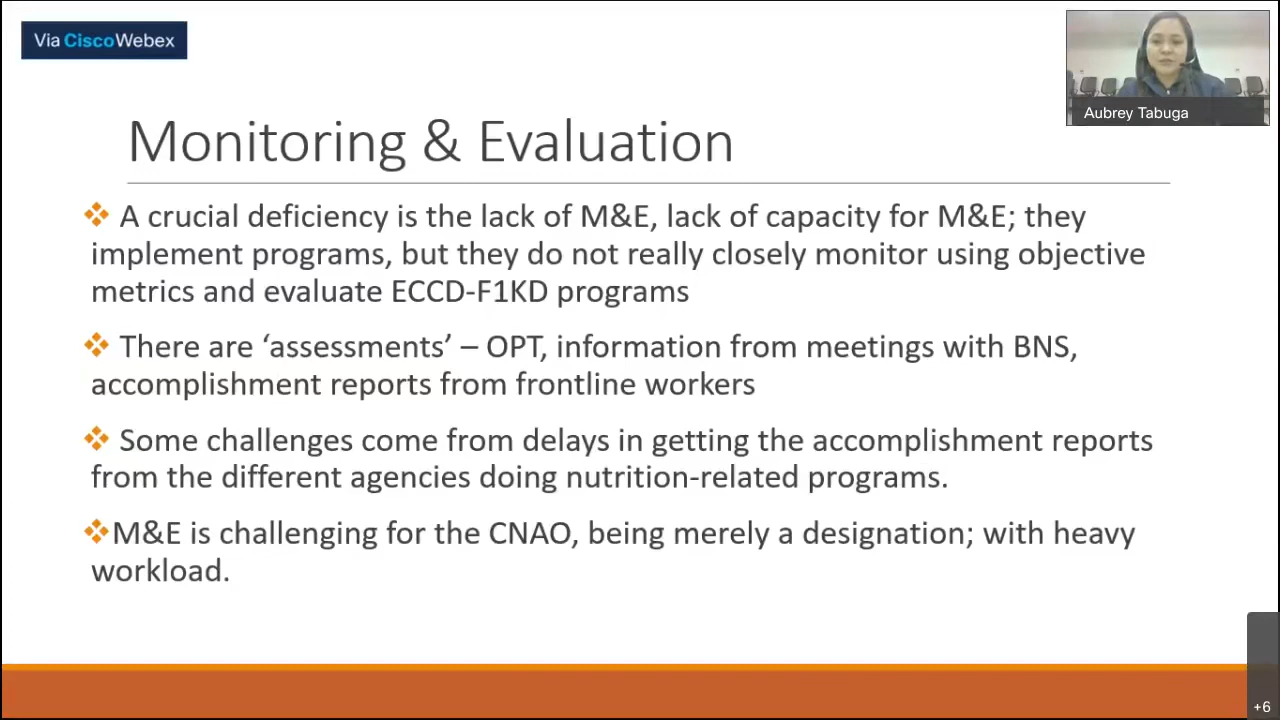 Via CiscoWebex
Aubrey Tabuga
Monitoring & Evaluation
A crucial deficiency is the lack of M&E, lack of capacity for M&E; they
implement programs, but they do not really closely monitor using objective
metrics and evaluate ECCD-F1KD programs
There are ‘assessments’ – OPT, information from meetings with BNS,
accomplishment reports from frontline workers
Some challenges come from delays in getting the accomplishment reports
from the different agencies doing nutrition-related programs.
M&E is challenging for the CNAO, being merely a designation; with heavy
workload.
+6